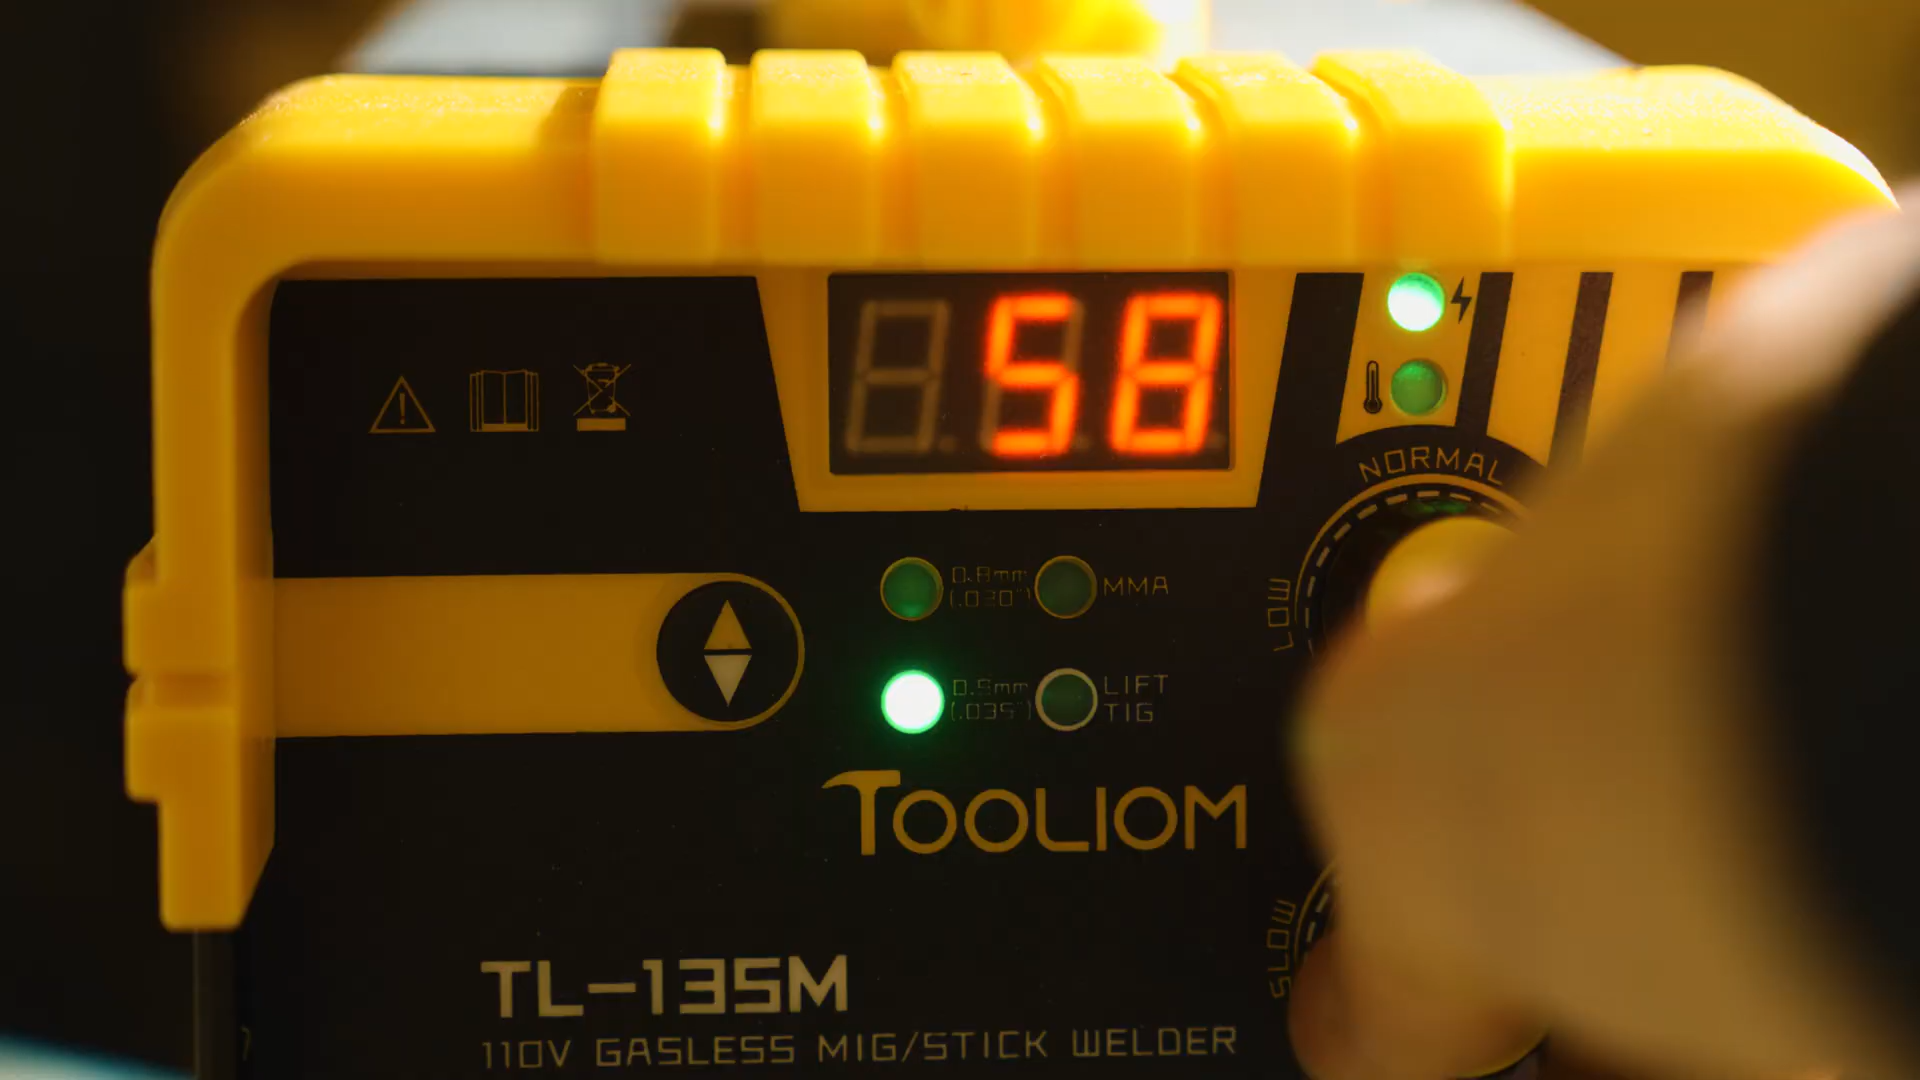 58
NORMAL
LOW
0.8mm
(.030")
MMA
0.9mm
(.035")
LIFT
TIG
TOOLIOM
SLOW
TL-135M
110V GASLESS MIG/STICK WELDER